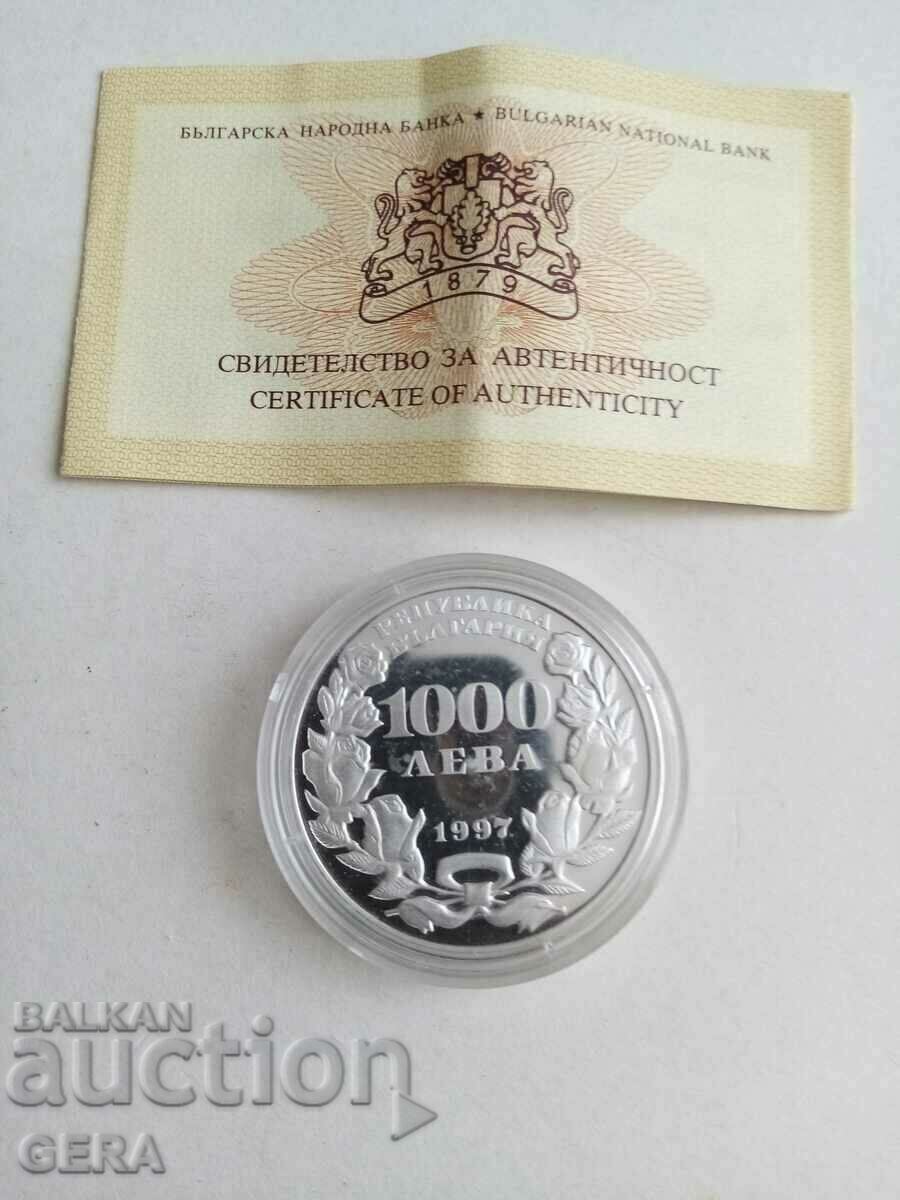 БЪЛГАРСКА НАРОДНА БАНКА ★ BULGARIAN NATIONAL BANK
1879
СВИДЕТЕЛСТВО ЗА АВТЕНТИЧНОСТ
CERTIFICATE OF AUTHENTICITY
РЕПУБЛИКА
БЪЛГАРИЯ
1000
ЛЕВА
1997
BALKAN
auction
GERA